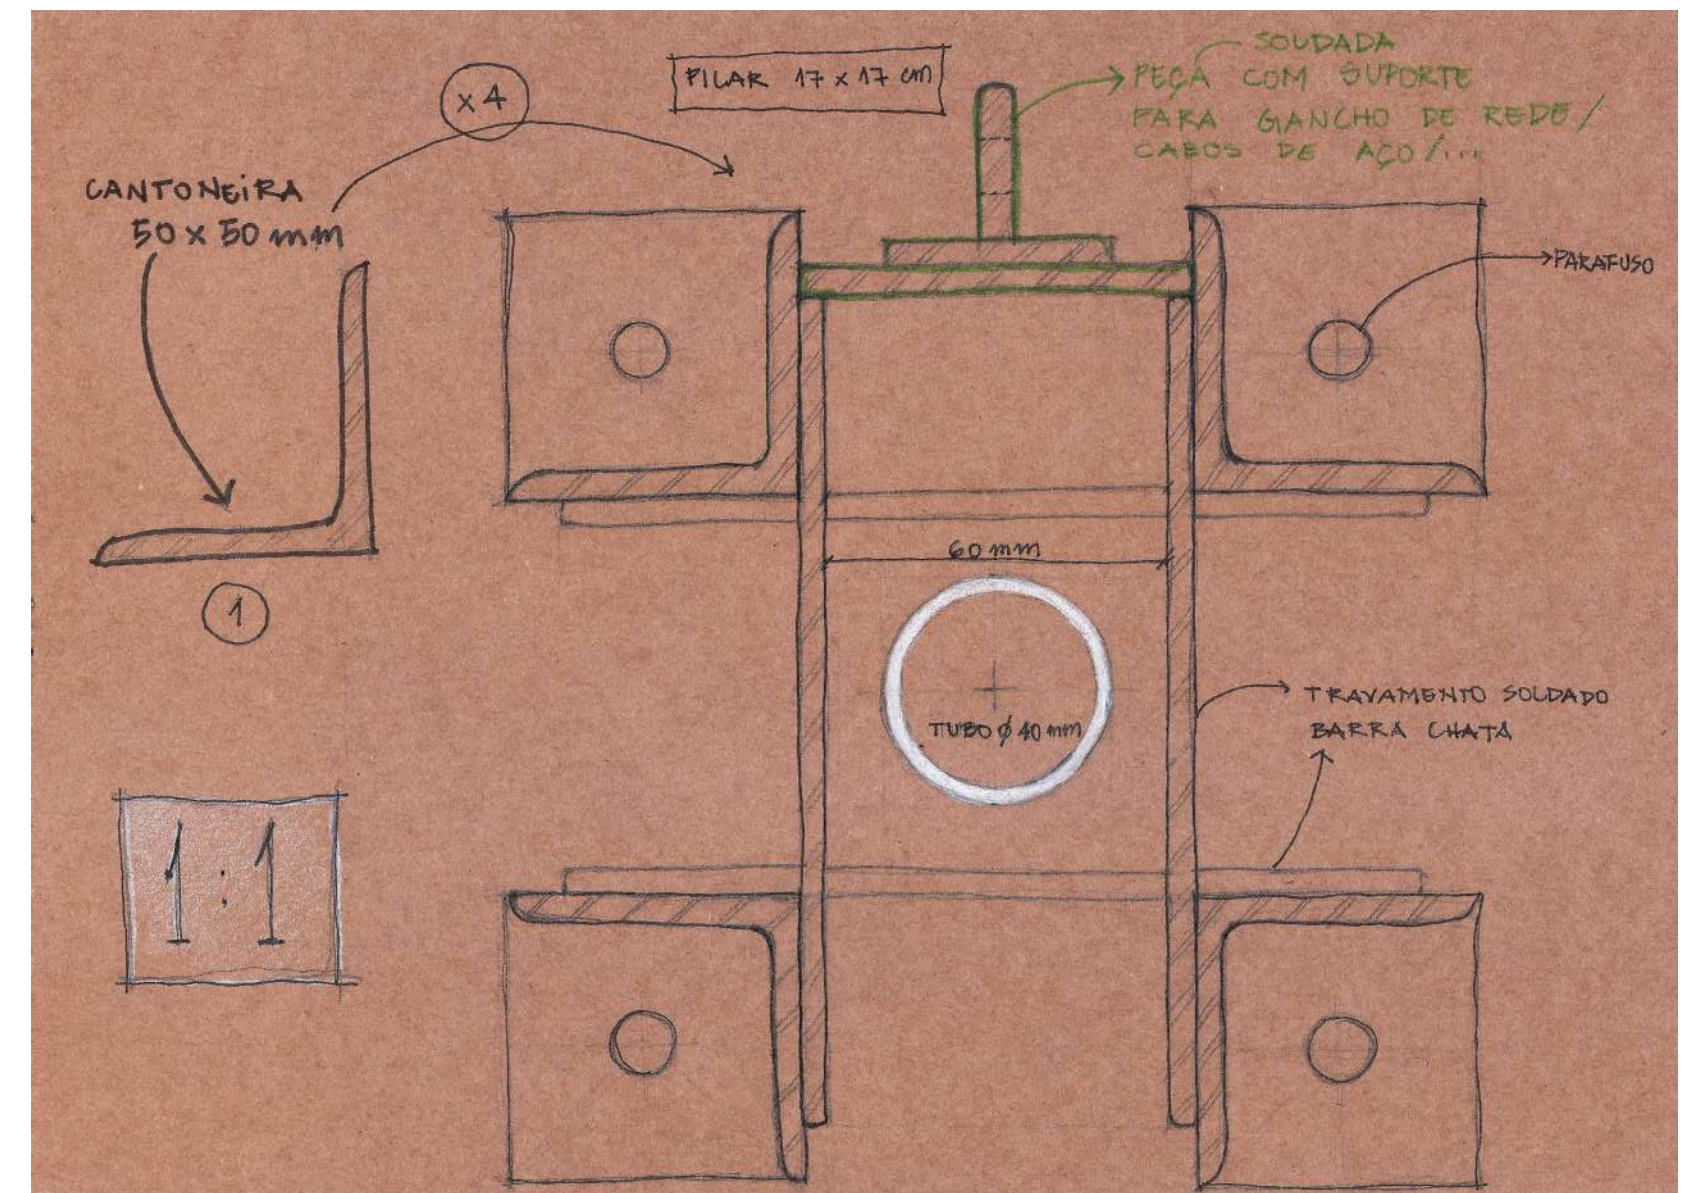 PILAR 17 x 17 cm
x4
SOLDADA
PEÇA COM SUPORTE
PARA GANCHO DE REDE/
CABOS DE AÇO/...
CANTONEIRA
50 x 50 mm
PARAFUSO
60 mm
1
TUBO ϕ 40 mm
TRAVAMENTO SOLDADO
BARRA CHATA
1:1